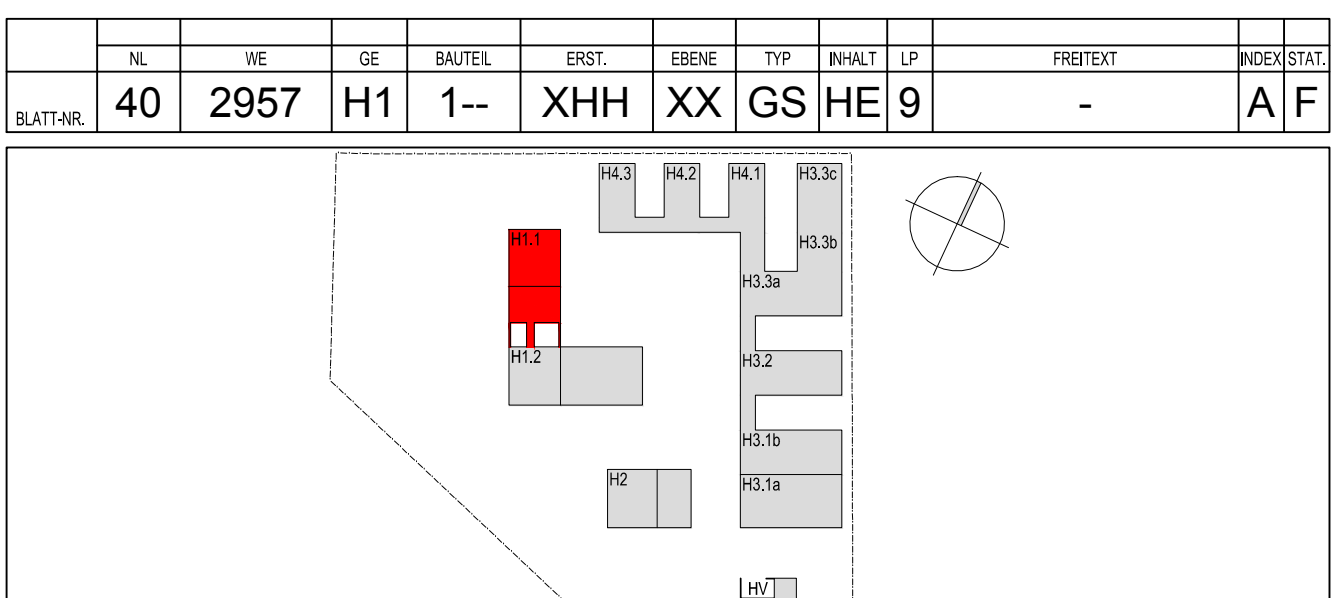 NL WE GE BAUTEIL ERST. EBENE TYP INHALT LP FREITEXT INDEX STAT.
BLATT-NR. 40 2957 H1 1-- XHH XX GS HE 9 - A F
H4.3 H4.2 H4.1 H3.3c
H1.1 H3.3b
H3.3a
H1.2 H3.2
H3.1b
H2 H3.1a
HV